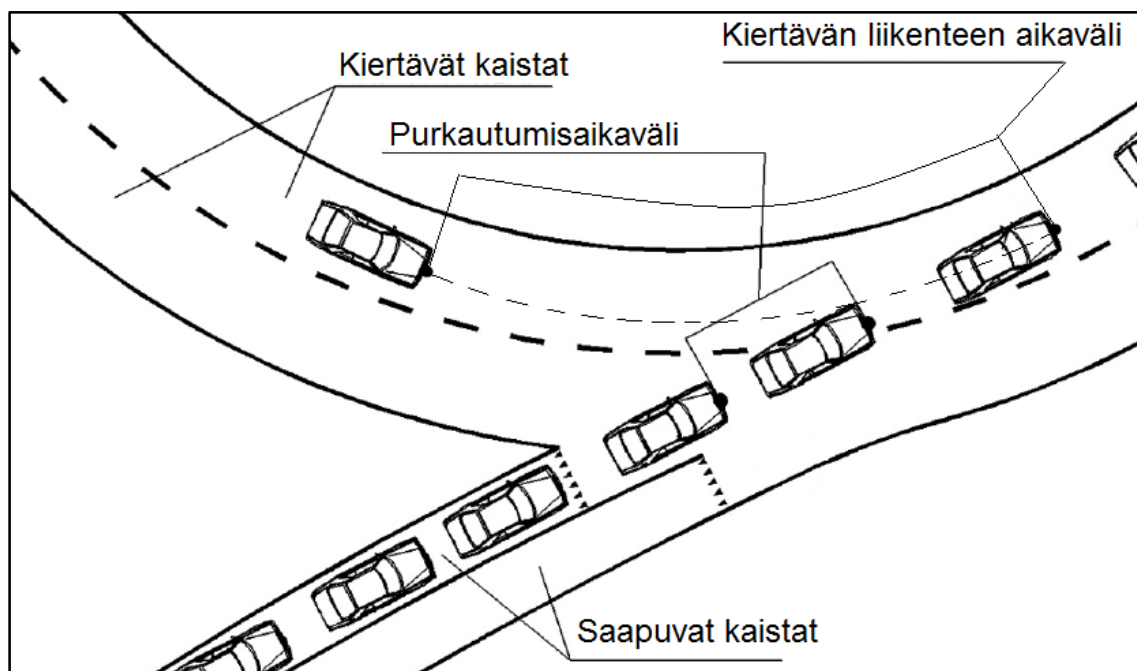 Kiertävän liikenteen aikaväli
Kiertävät kaistat
Purkautumisaikaväli
Saapuvat kaistat